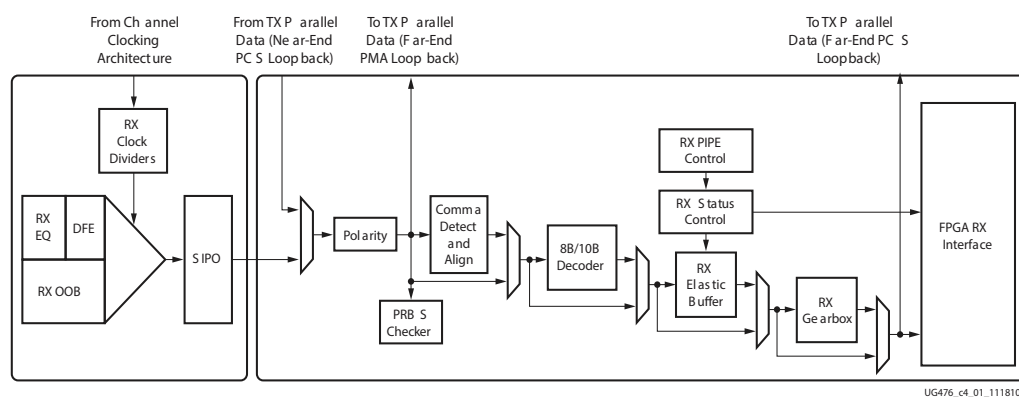 From Channel
Clocking
Architecture
From TX Parallel
Data (Near-End
PCS Loopback)
To TX Parallel
Data (Far-End
PMA Loopback)
To TX Parallel
Data (Far-End PCS
Loopback)
RX
Clock
Dividers
RX
EQ
DFE
RX OOB
SIPO
Polarity
PRBS
Checker
Comma
Detect
and
Align
8B/10B
Decoder
RX PIPE
Control
RX Status
Control
RX
Elastic
Buffer
RX
Gearbox
FPGA RX
Interface
UG476_c4_01_111810